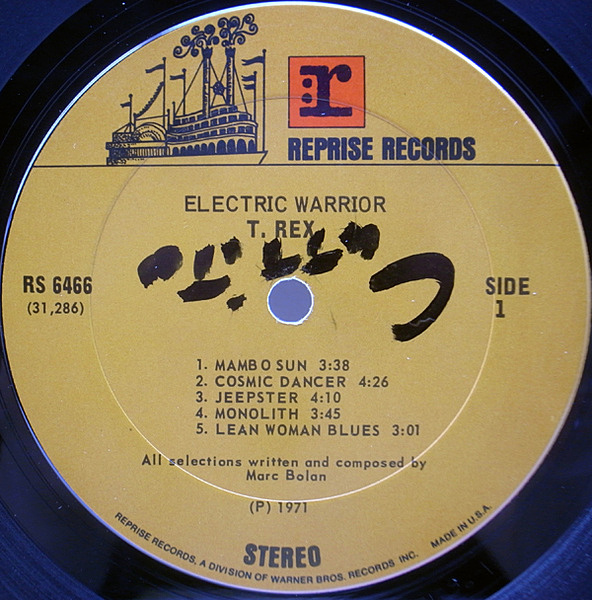 r
REPRISE RECORDS
ELECTRIC WARRIOR
T. REX
RS 6466
(31,286)
SIDE
1
1. MAMBO SUN 3:38
2. COSMIC DANCER 4:26
3. JEEPSTER 4:10
4. MONOLITH 3:45
5. LEAN WOMAN BLUES 3:01
All selections written and composed by
Marc Bolan
(P) 1971
STEREO
REPRISE RECORDS, A DIVISION OF WARNER BROS. RECORDS INC. MADE IN U.S.A.